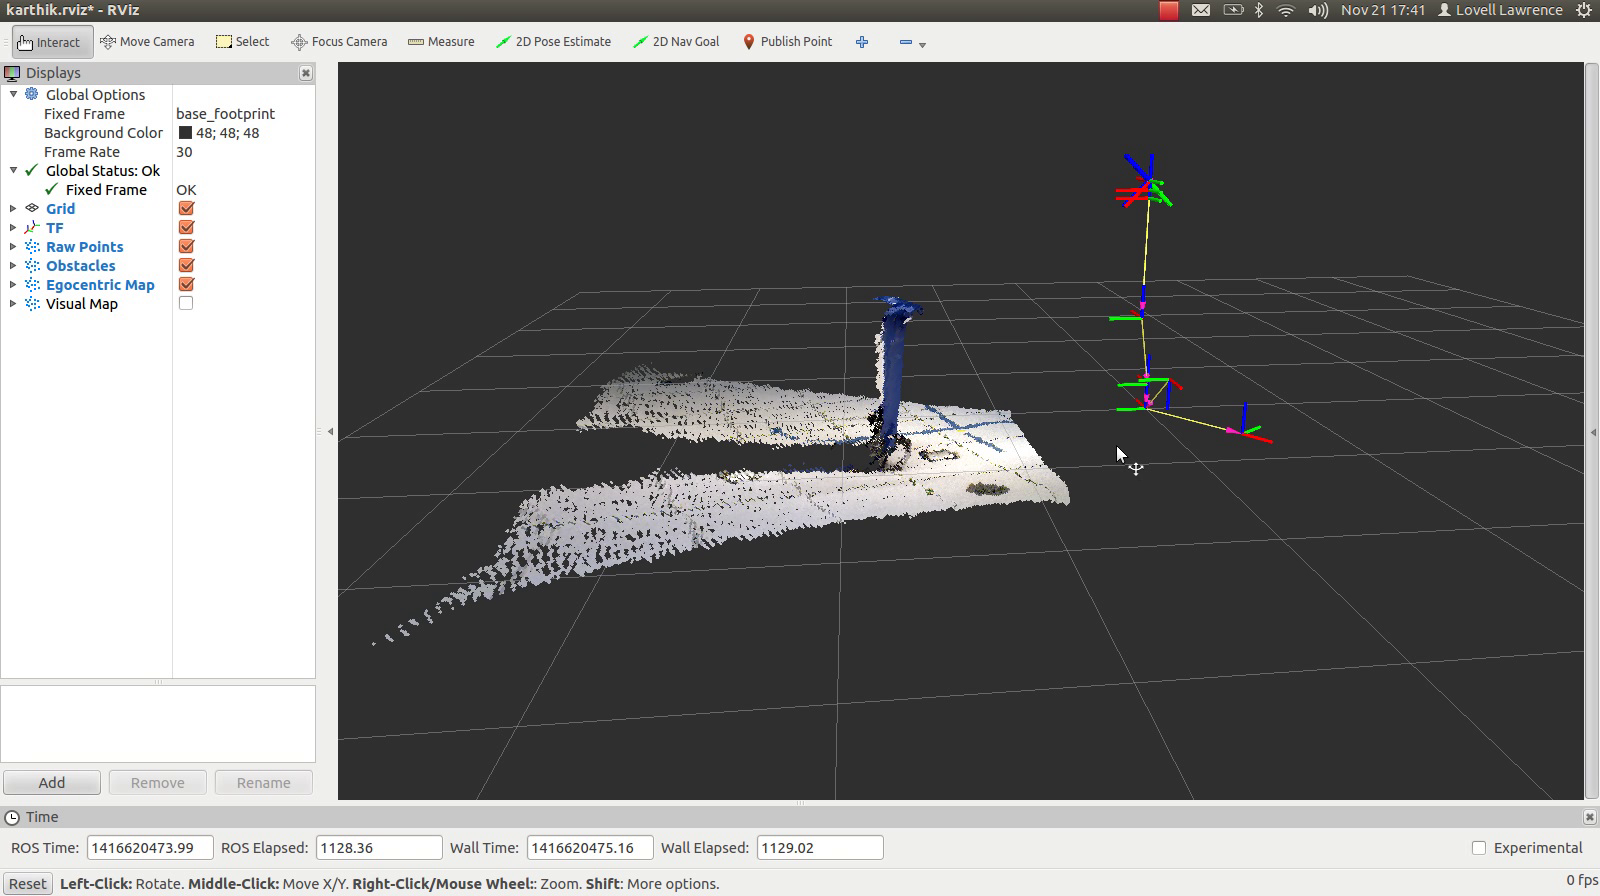 karthik.rviz* - RViz
Nov 21 17:41 Lovell Lawrence
Interact Move Camera Select Focus Camera Measure 2D Pose Estimate 2D Nav Goal Publish Point
Displays
Global Options
Fixed Frame base_footprint
Background Color 48; 48; 48
Frame Rate 30
Global Status: Ok
Fixed Frame OK
Grid
TF
Raw Points
Obstacles
Egocentric Map
Visual Map
Add Remove Rename
Time
ROS Time: 1416620473.99 ROS Elapsed: 1128.36 Wall Time: 1416620475.16 Wall Elapsed: 1129.02 Experimental
Reset Left-Click: Rotate. Middle-Click: Move X/Y. Right-Click/Mouse Wheel:: Zoom. Shift: More options. 0 fps